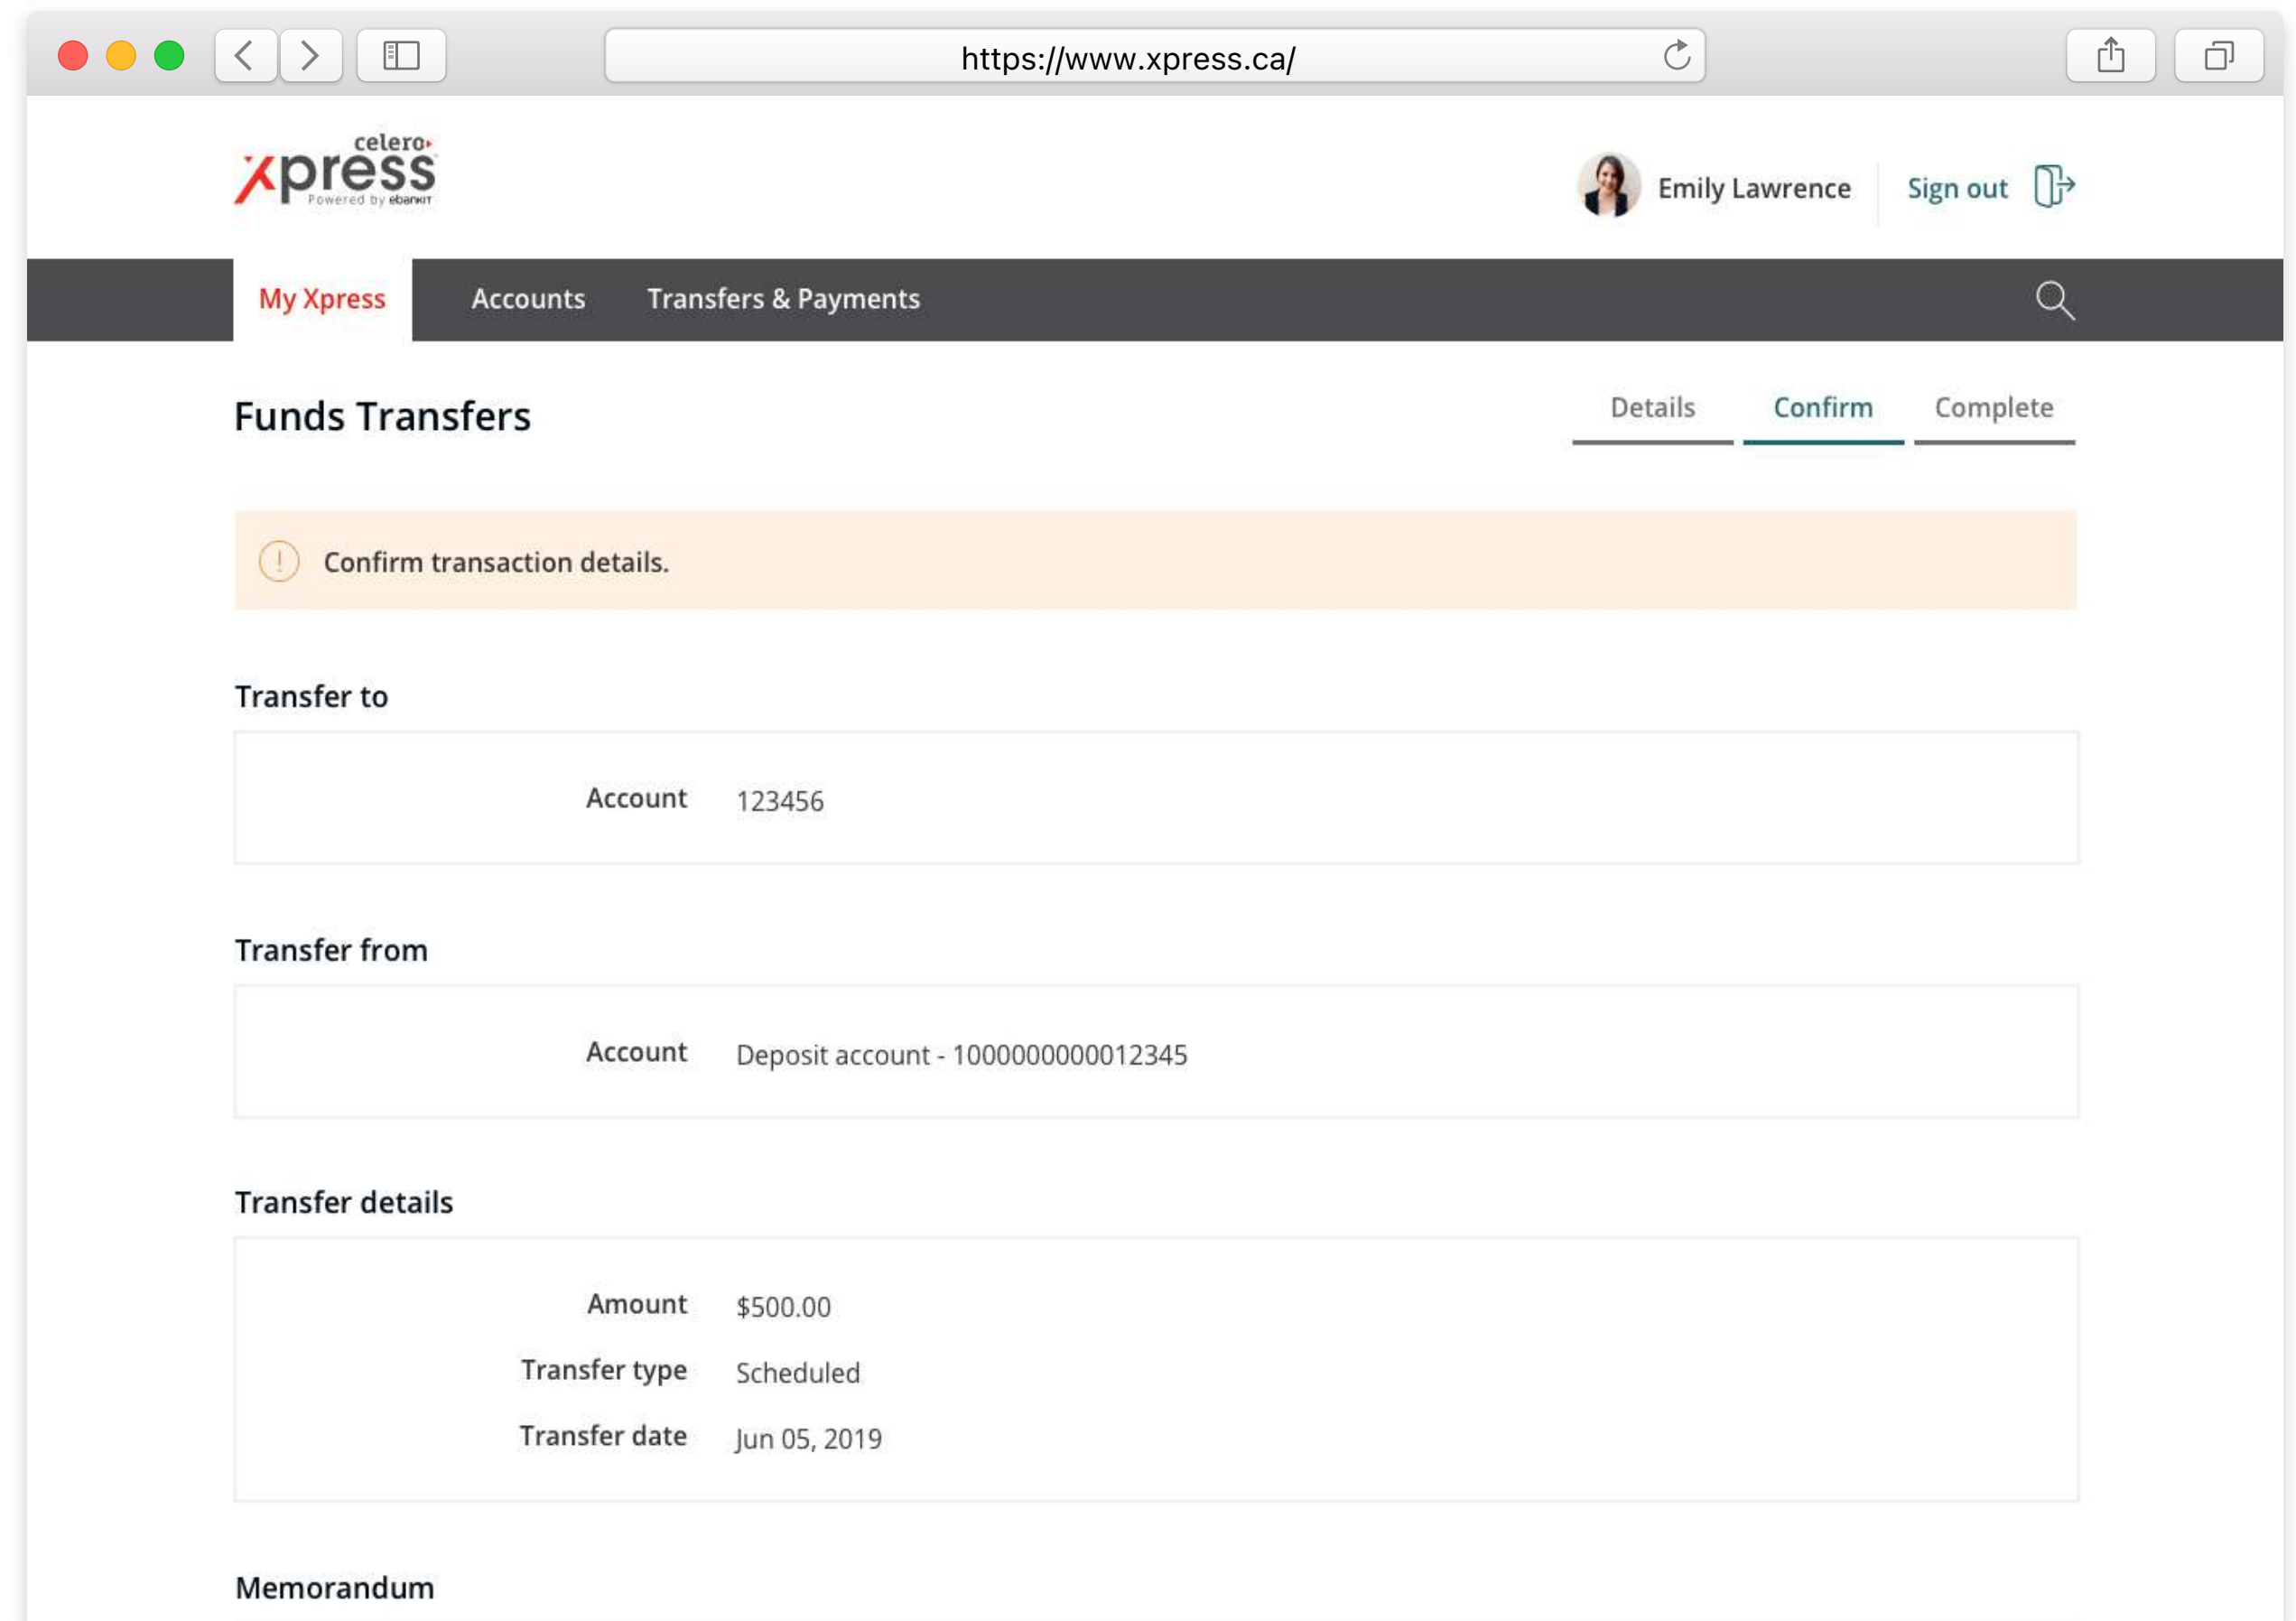 https://www.xpress.ca/
celero
xpress
Powered by ebankIT
Emily Lawrence
Sign out
My Xpress
Accounts
Transfers & Payments
Funds Transfers
Details
Confirm
Complete
Confirm transaction details.
Transfer to
Account 123456
Transfer from
Account Deposit account - 1000000000012345
Transfer details
Amount $500.00
Transfer type Scheduled
Transfer date Jun 05, 2019
Memorandum